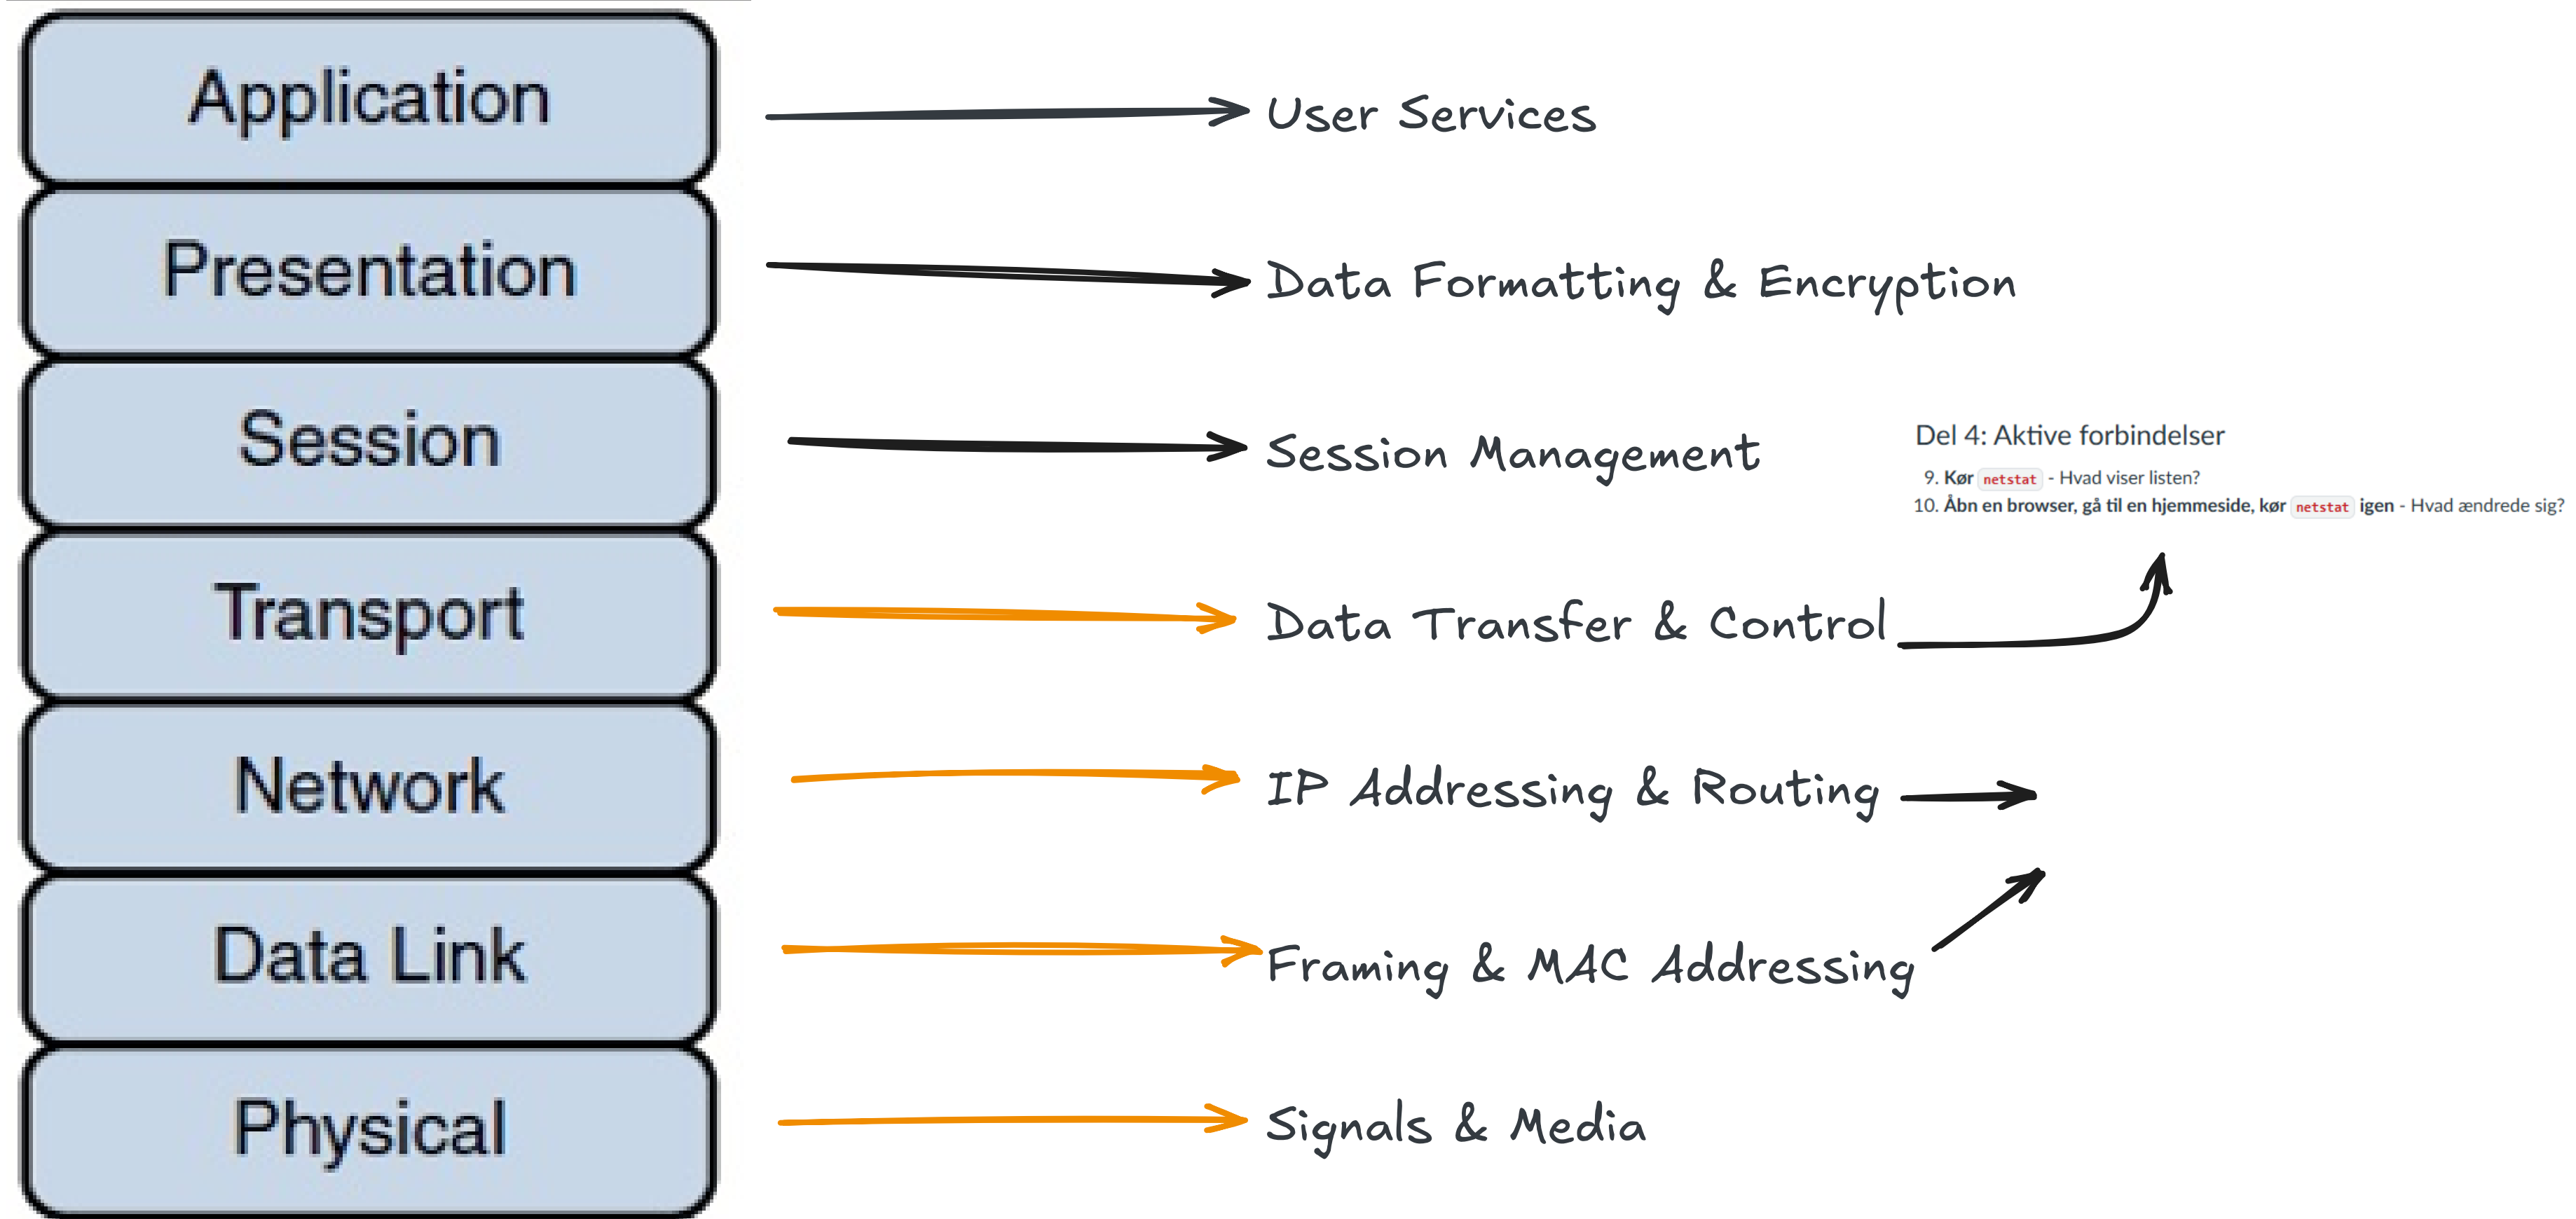 Application
User Services
Presentation
Data Formatting & Encryption
Session
Session Management
Del 4: Aktive forbindelser
9. Kør netstat - Hvad viser listen?
10. Åbn en browser, gå til en hjemmeside, kør netstat igen - Hvad ændrede sig?
Transport
Data Transfer & Control
Network
IP Addressing & Routing
Data Link
Framing & MAC Addressing
Physical
Signals & Media